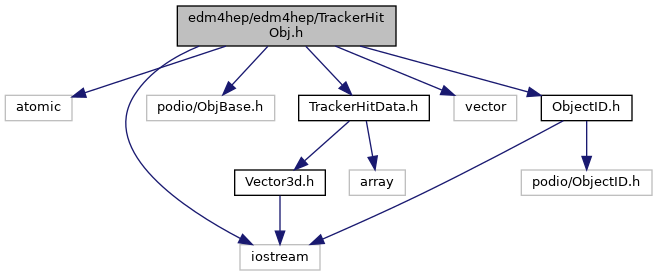 edm4hep/edm4hep/TrackerHit
Obj.h
atomic
podio/ObjBase.h
TrackerHitData.h
vector
ObjectID.h
Vector3d.h
array
podio/ObjectID.h
iostream